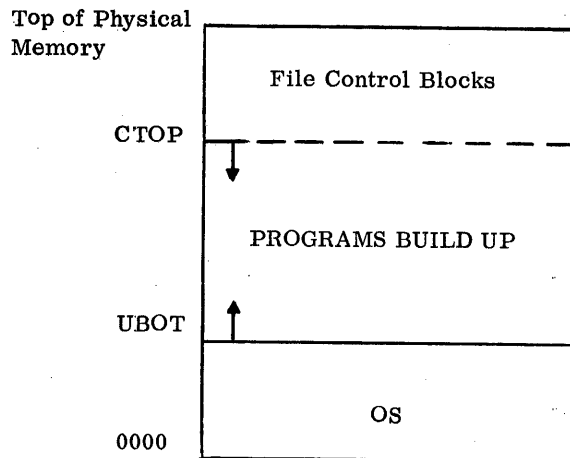 Top of Physical
Memory
File Control Blocks
CTOP
PROGRAMS BUILD UP
UBOT
OS
0000